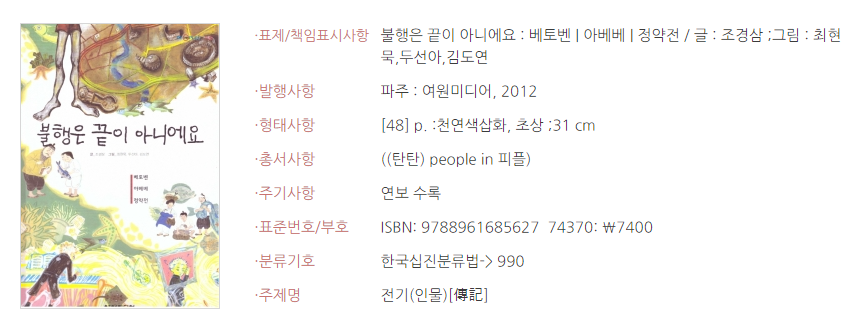 불행은 끝이 아니에요
베토벤
아베베
정약전
·표제/책임표시사항 불행은 끝이 아니에요 : 베토벤 | 아베베 | 정약전 / 글 : 조경삼 ;그림 : 최현
묵,두선아,김도연
·발행사항 파주 : 여원미디어, 2012
·형태사항 [48] p. :천연색삽화, 초상 ;31 cm
·총서사항 ((탄탄) people in 피플)
·주기사항 연보 수록
·표준번호/부호 ISBN: 9788961685627 74370: ₩7400
·분류기호 한국십진분류법-> 990
·주제명 전기(인물)[傳記]